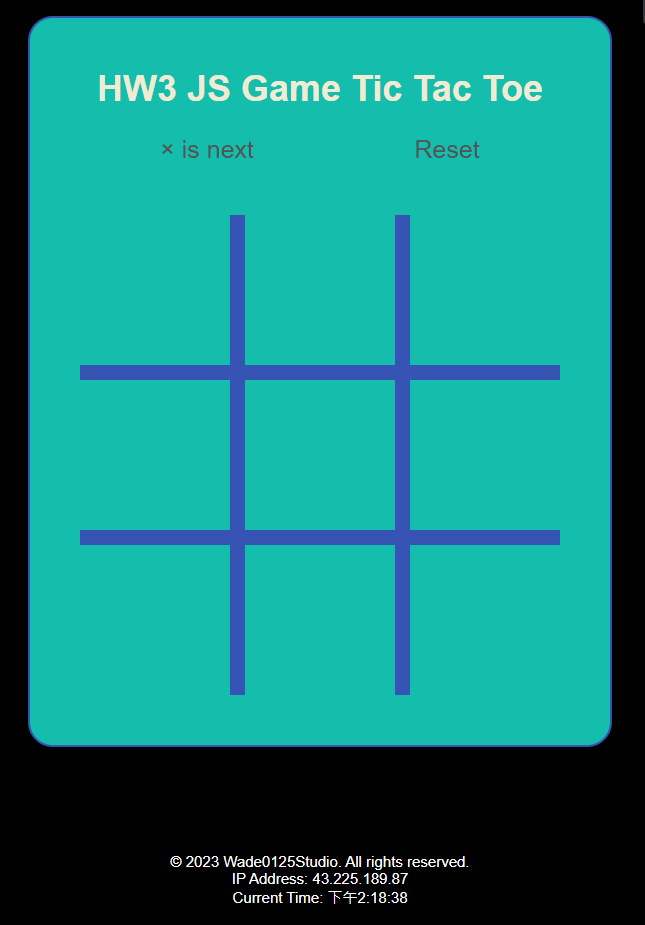 HW3 JS Game Tic Tac Toe
× is next Reset
© 2023 Wade0125Studio. All rights reserved.
IP Address: 43.225.189.87
Current Time: 下午2:18:38